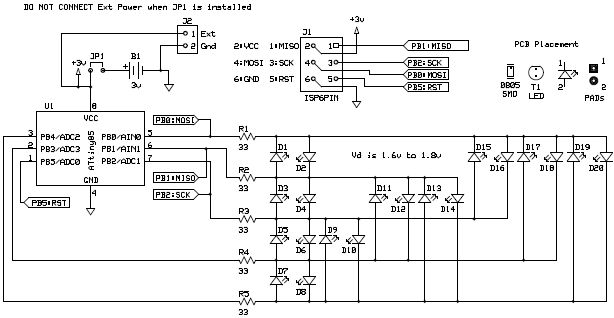 DO NOT CONNECT Ext Power when JP1 is installed
J2
1 Ext
2 Gnd
J1
+3v
2:VCC 1:MISO 2 1 PB1:MISO
4:MOSI 3:SCK 4 3 PB2:SCK
PB0:MOSI
6:GND 5:RST 6 5 PB5:RST
ISP6PIN
PCB Placement
0805
SMD
T1
LED
1
2
1
2
PADs
JP1
+3v
B1
3v
U1
8
VCC
ATtiny85
3 PB4/ADC2 PB0/AIN0 5
2 PB3/ADC3 PB1/AIN1 6
1 PB5/ADC0 PB2/ADC1 7
GND
4
PB5:RST
PB0:MOSI
PB1:MISO
PB2:SCK
R1
33
R2
33
R3
33
R4
33
R5
33
Vd is 1.6v to 1.8v
D1
D2
D3
D4
D5
D6
D7
D8
D9
D10
D11
D12
D13
D14
D15
D16
D17
D18
D19
D20